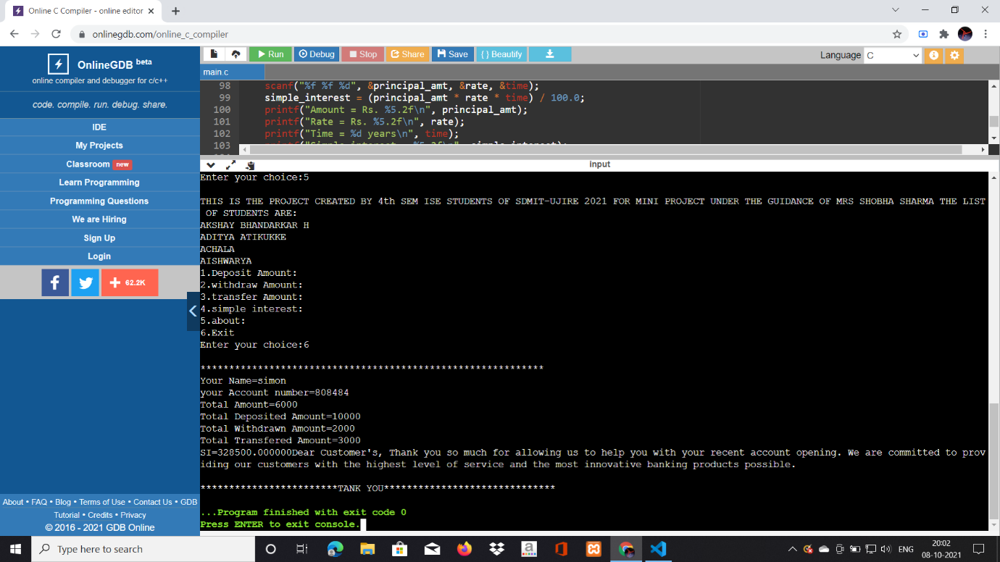 Online C Compiler - online editor
onlinegdb.com/online_c_compiler
OnlineGDB beta
online compiler and debugger for c/c++
code. compile. run. debug. share.
IDE
My Projects
Classroom new
Learn Programming
Programming Questions
We are Hiring
Sign Up
Login
f + 62.2K
About • FAQ • Blog • Terms of Use • Contact Us • GDB
Tutorial • Credits • Privacy
© 2016 - 2021 GDB Online
Run Debug Stop Share Save { } Beautify Language C
main.c
98 scanf("%f %f %d", &principal_amt, &rate, &time);
99 simple_interest = (principal_amt * rate * time) / 100.0;
100 printf("Amount = Rs. %5.2f\n", principal_amt);
101 printf("Rate = Rs. %5.2f\n", rate);
102 printf("Time = %d years\n", time);
103
input
Enter your choice:5
THIS IS THE PROJECT CREATED BY 4th SEM ISE STUDENTS OF SDMIT-UJIRE 2021 FOR MINI PROJECT UNDER THE GUIDANCE OF MRS SHOBHA SHARMA THE LIST
OF STUDENTS ARE:
AKSHAY BHANDARKAR H
ADITYA ATIKUKKE
ACHALA
AISHWARYA
1.Deposit Amount:
2.withdraw Amount:
3.transfer Amount:
4.simple interest:
5.about:
6.Exit
Enter your choice:6
************************************************************
Your Name=simon
your Account number=808484
Total Amount=6000
Total Deposited Amount=10000
Total Withdrawn Amount=2000
Total Transfered Amount=3000
SI=328500.000000Dear Customer's, Thank you so much for allowing us to help you with your recent account opening. We are committed to prov
iding our customers with the highest level of service and the most innovative banking products possible.
************************TANK YOU******************************
...Program finished with exit code 0
Press ENTER to exit console.
Type here to search
a
ENG
20:02
08-10-2021